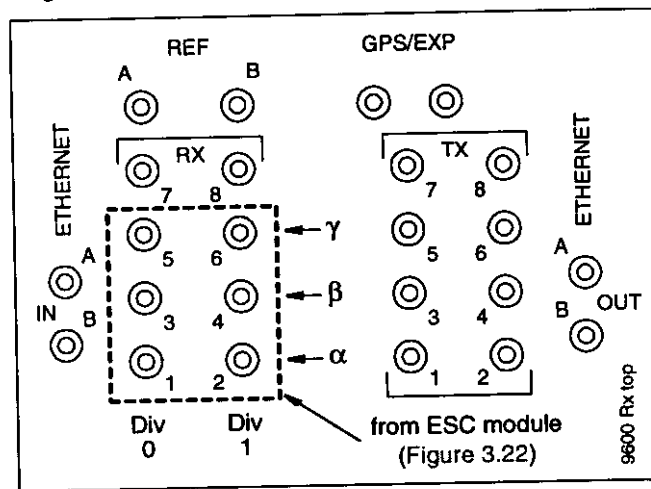 REF GPS/EXP
A B
RX TX
7 8 7 8
ETHERNET ETHERNET
5 6 γ 5 6
A A
IN 3 4 β 3 4 OUT
B B
1 2 α 1 2
Div Div from ESC module
0 1 (Figure 3.22)
9600 Rx top